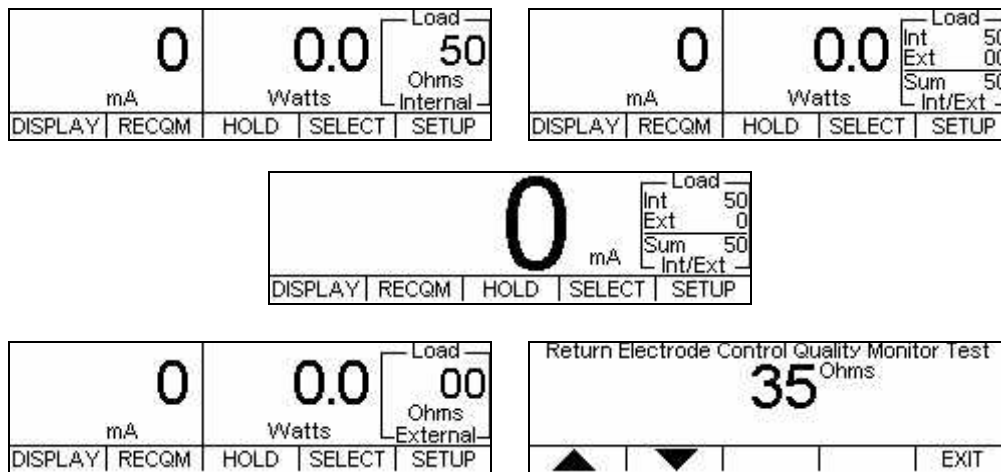 Load
0 0.0 50
Ohms
mA Watts Internal
DISPLAY RECQM HOLD SELECT SETUP
Load
0 0.0 Int 50
Ext 00
Sum 50
mA Watts Int/Ext
DISPLAY RECQM HOLD SELECT SETUP
Load
0 Int 50
Ext 0
mA Sum 50
Int/Ext
DISPLAY RECQM HOLD SELECT SETUP
Load
0 0.0 00
Ohms
mA Watts External
DISPLAY RECQM HOLD SELECT SETUP
Return Electrode Control Quality Monitor Test
35 Ohms
EXIT